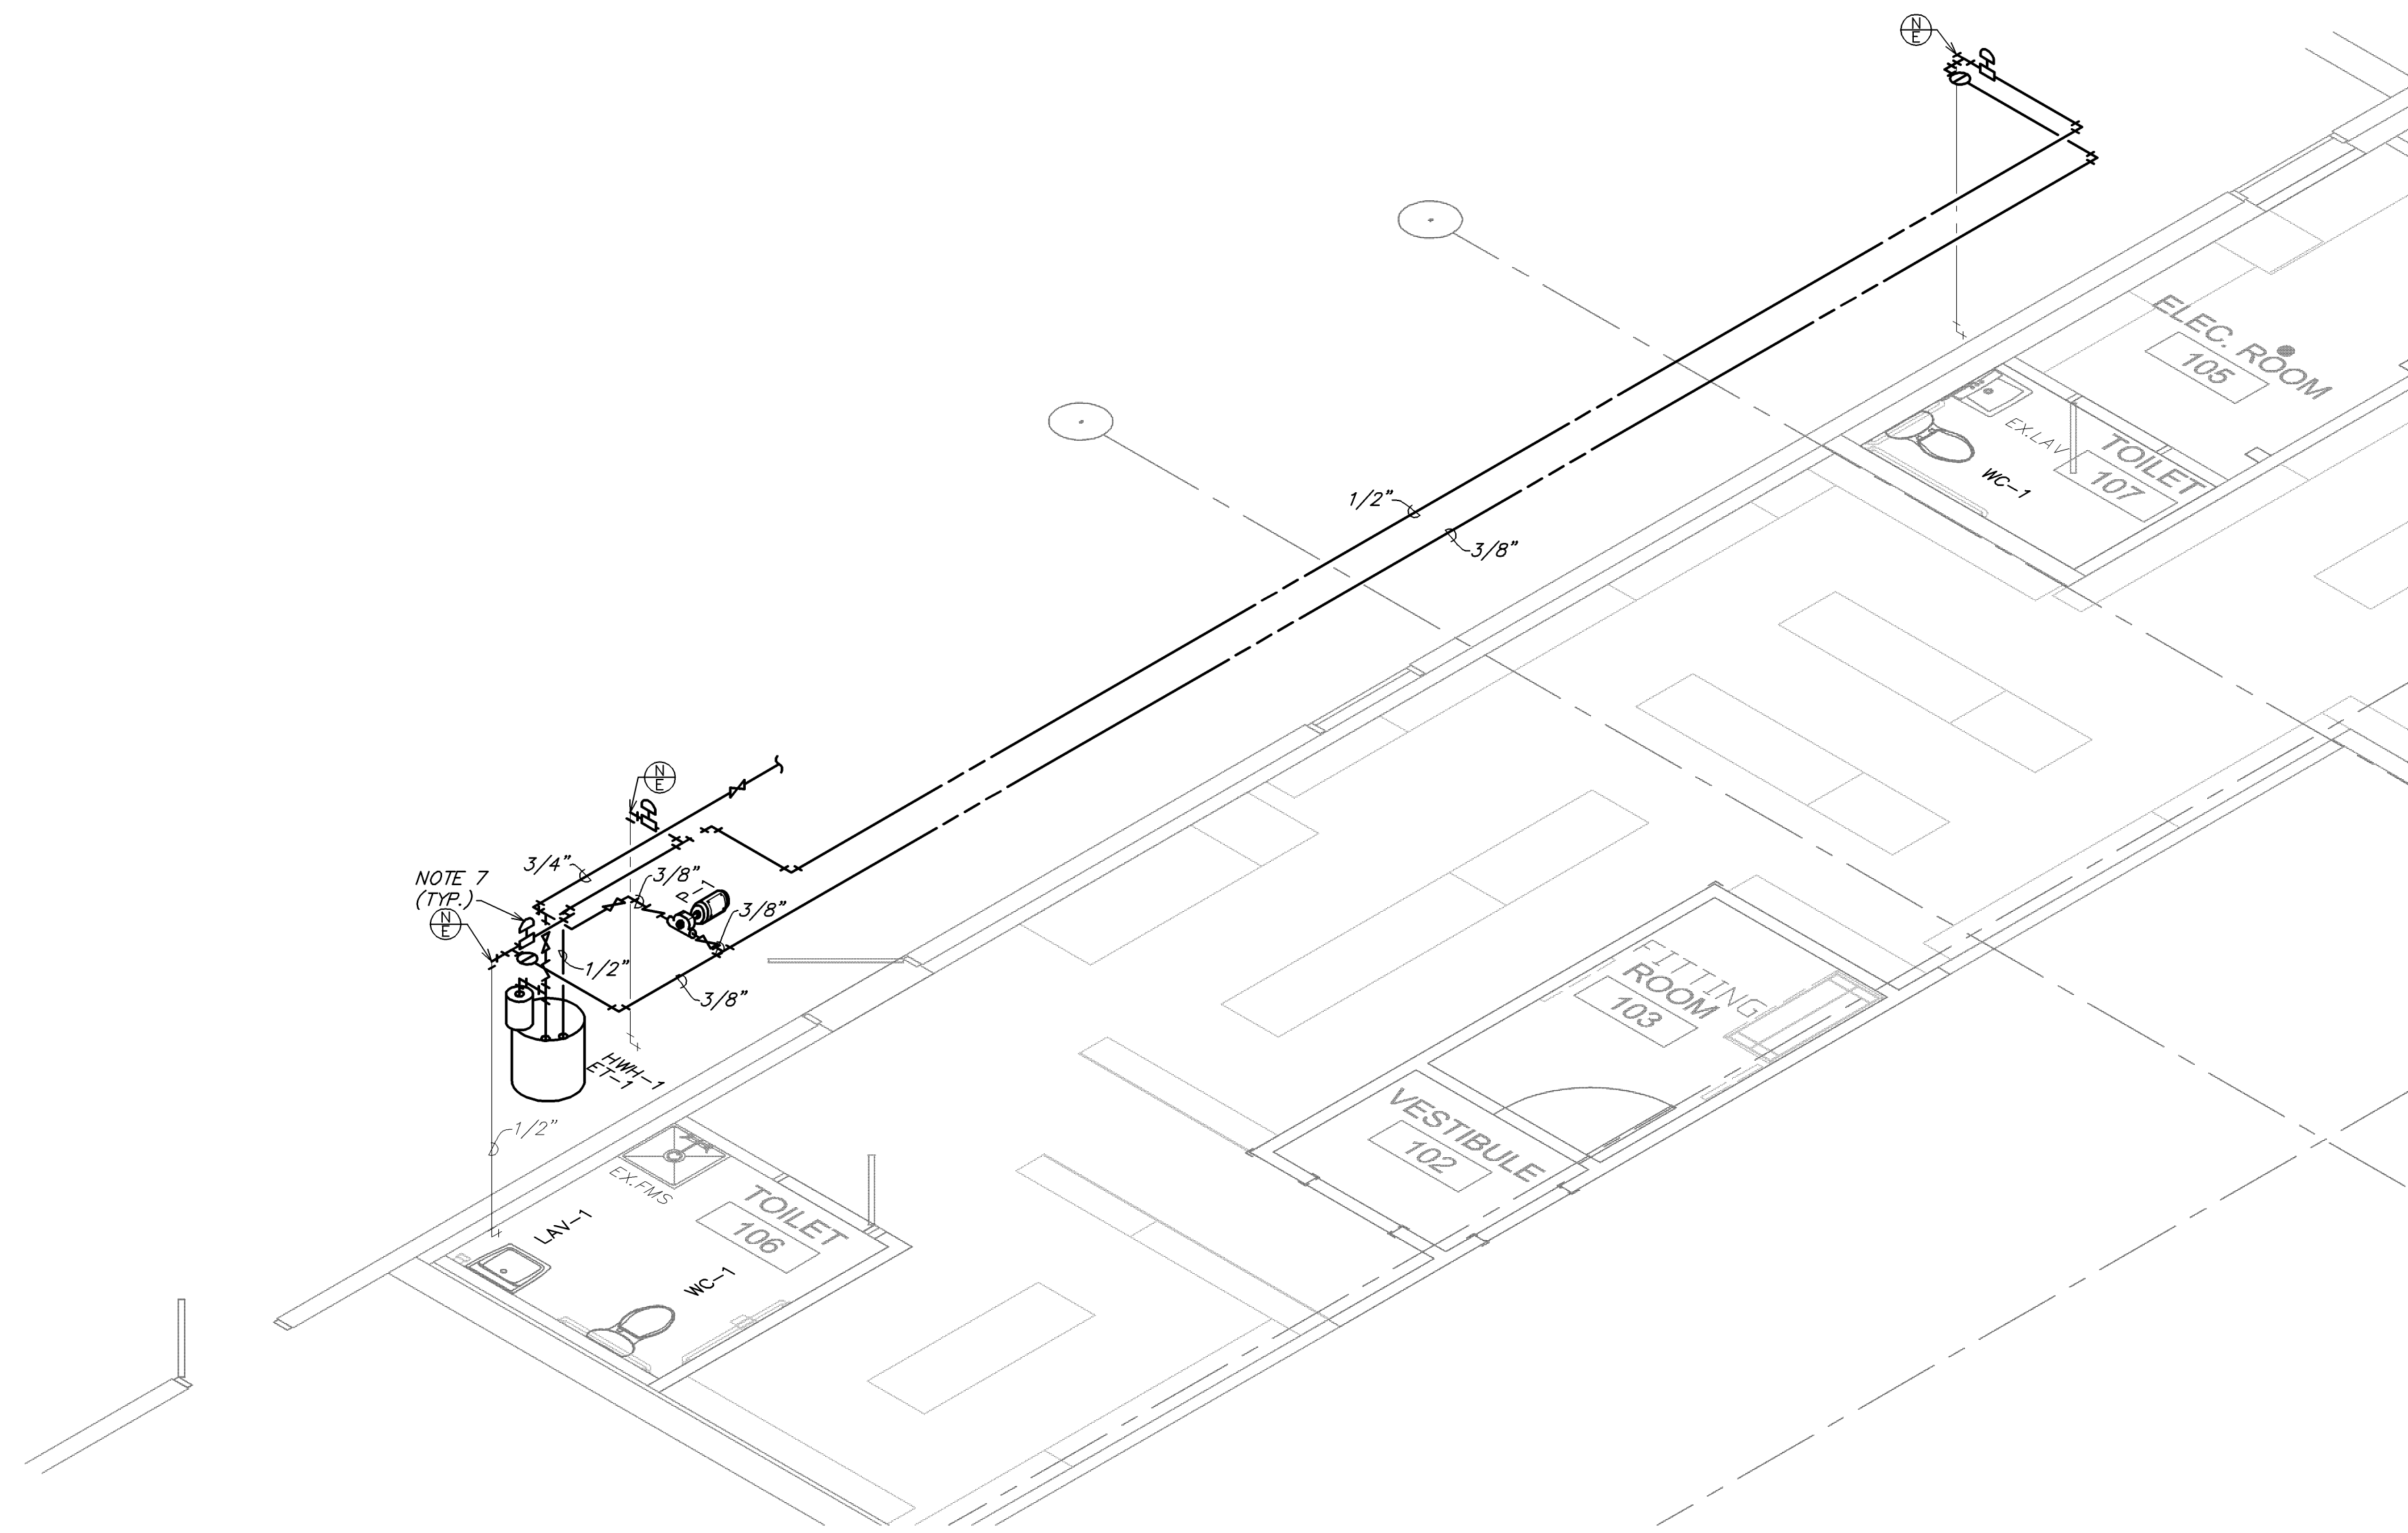 N
E
ELEC. ROOM
105
EX.LAV
TOILET
107
WC-1
1/2"
3/8"
N
E
3/4"
NOTE 7
(TYP.)
N
E
3/8"
P-1
3/8"
1/2"
3/8"
HWH-1
ET-1
1/2"
FITTING
ROOM
103
VESTIBULE
102
EX.FMS
TOILET
106
LAV-1
WC-1